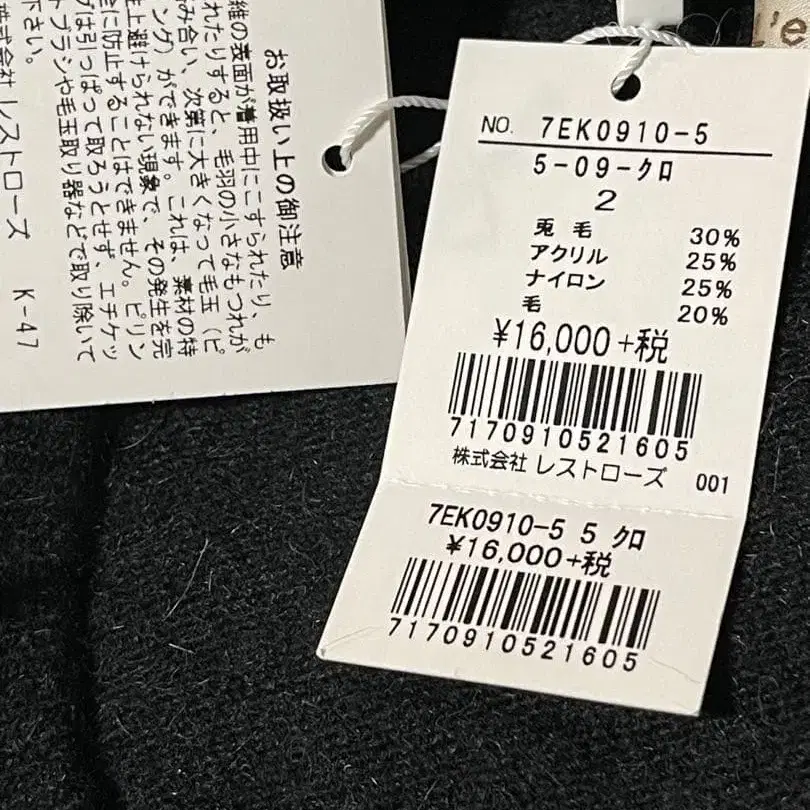 お取扱い上の御注意
維の表面が着用中にこすられたり、も
れたりすると、毛羽の小さなもつれが
み合い、次第に大きくなって毛玉(ピ
ング)ができます。これは、素材の特
上避けられない現象で、その発生を完
に防止することはできません。ピリン
グは引っぱって取ろうとせず、エチケッ
トブラシや毛玉取り器などで取り除いて
下さい。
株式会社 レストローズ K-47
NO. 7EK0910-5
5-09-クロ
2
兎 毛 30%
アクリル 25%
ナイロン 25%
毛 20%
¥16,000+税
7170910521605
株式会社 レストローズ 001
7EK0910-5 5 クロ
¥16,000+税
7170910521605